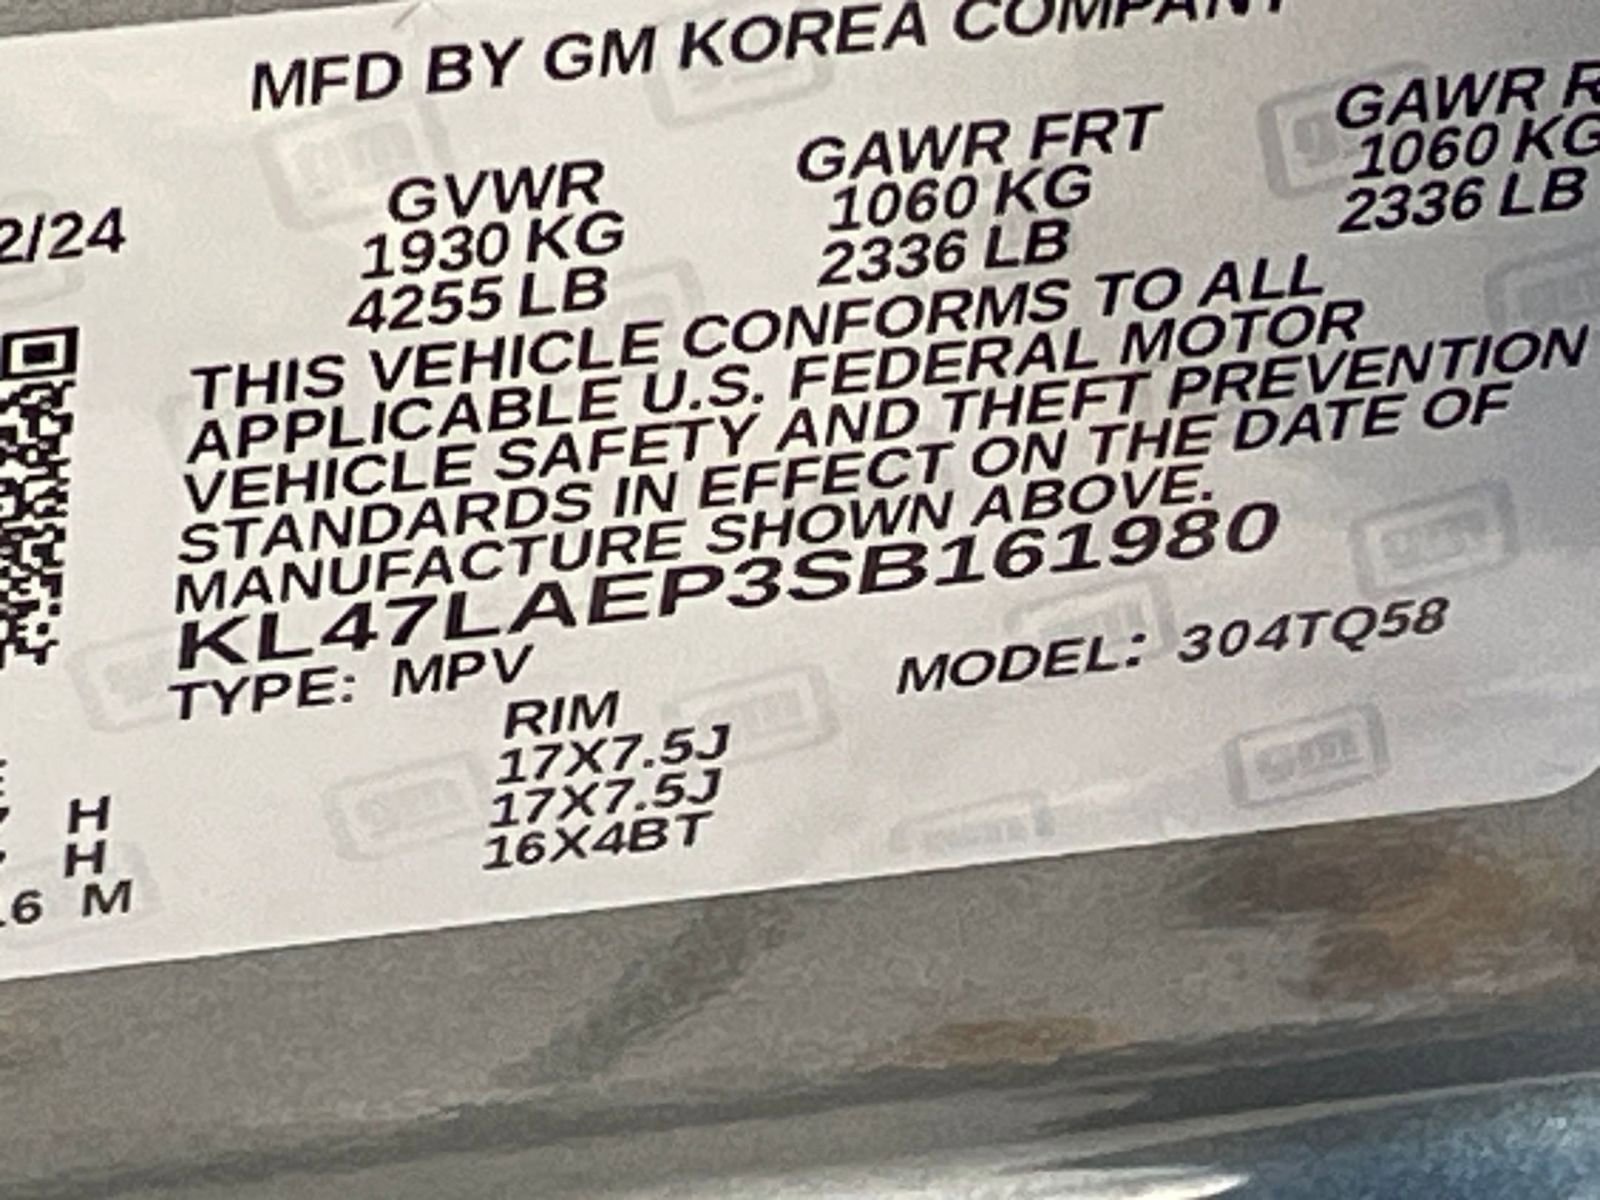 MFD BY GM KOREA COMPANY
2/24
GVWR
1930 KG
4255 LB
GAWR FRT
1060 KG
2336 LB
GAWR R
1060 KG
2336 LB
THIS VEHICLE CONFORMS TO ALL
APPLICABLE U.S. FEDERAL MOTOR
VEHICLE SAFETY AND THEFT PREVENTION
STANDARDS IN EFFECT ON THE DATE OF
MANUFACTURE SHOWN ABOVE.
KL47LAEP3SB161980
TYPE: MPV
MODEL: 304TQ58
RIM
H 17X7.5J
H 17X7.5J
16 M 16X4BT